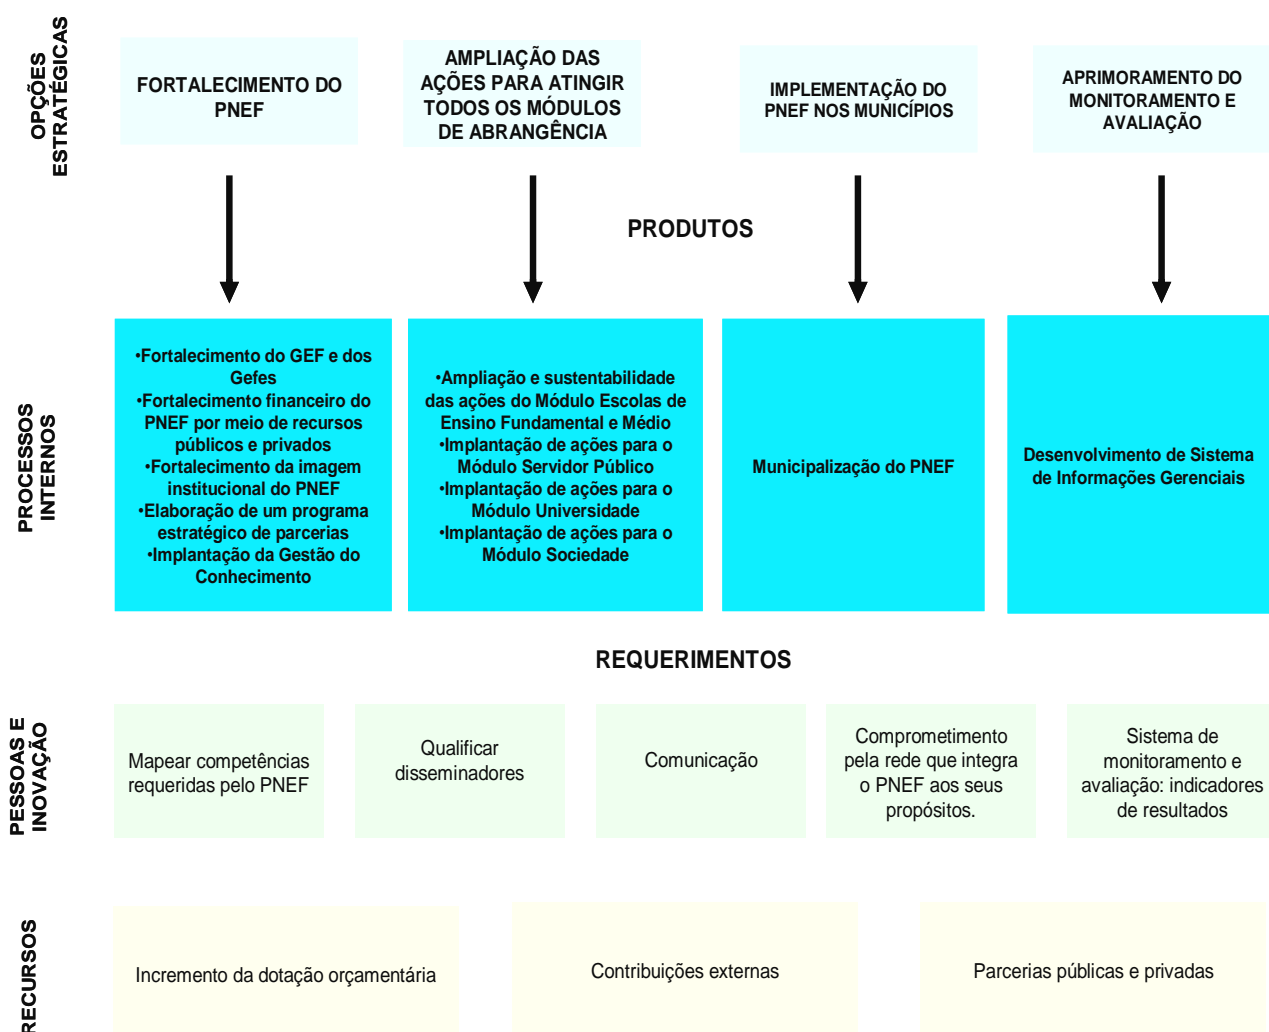 OPÇÕES
ESTRATÉGICAS
FORTALECIMENTO DO
PNEF
AMPLIAÇÃO DAS
AÇÕES PARA ATINGIR
TODOS OS MÓDULOS
DE ABRANGÊNCIA
IMPLEMENTAÇÃO DO
PNEF NOS MUNICÍPIOS
APRIMORAMENTO DO
MONITORAMENTO E
AVALIAÇÃO
PRODUTOS
PROCESSOS
INTERNOS
•Fortalecimento do GEF e dos
Gefes
•Fortalecimento financeiro do
PNEF por meio de recursos
públicos e privados
•Fortalecimento da imagem
institucional do PNEF
•Elaboração de um programa
estratégico de parcerias
•Implantação da Gestão do
Conhecimento
•Ampliação e sustentabilidade
das ações do Módulo Escolas de
Ensino Fundamental e Médio
•Implantação de ações para o
Módulo Servidor Público
•Implantação de ações para o
Módulo Universidade
•Implantação de ações para o
Módulo Sociedade
Municipalização do PNEF
Desenvolvimento de Sistema
de Informações Gerenciais
REQUERIMENTOS
PESSOAS E
INOVAÇÃO
Mapear competências
requeridas pelo PNEF
Qualificar
disseminadores
Comunicação
Comprometimento
pela rede que integra
o PNEF aos seus
propósitos.
Sistema de
monitoramento e
avaliação: indicadores
de resultados
RECURSOS
Incremento da dotação orçamentária
Contribuições externas
Parcerias públicas e privadas